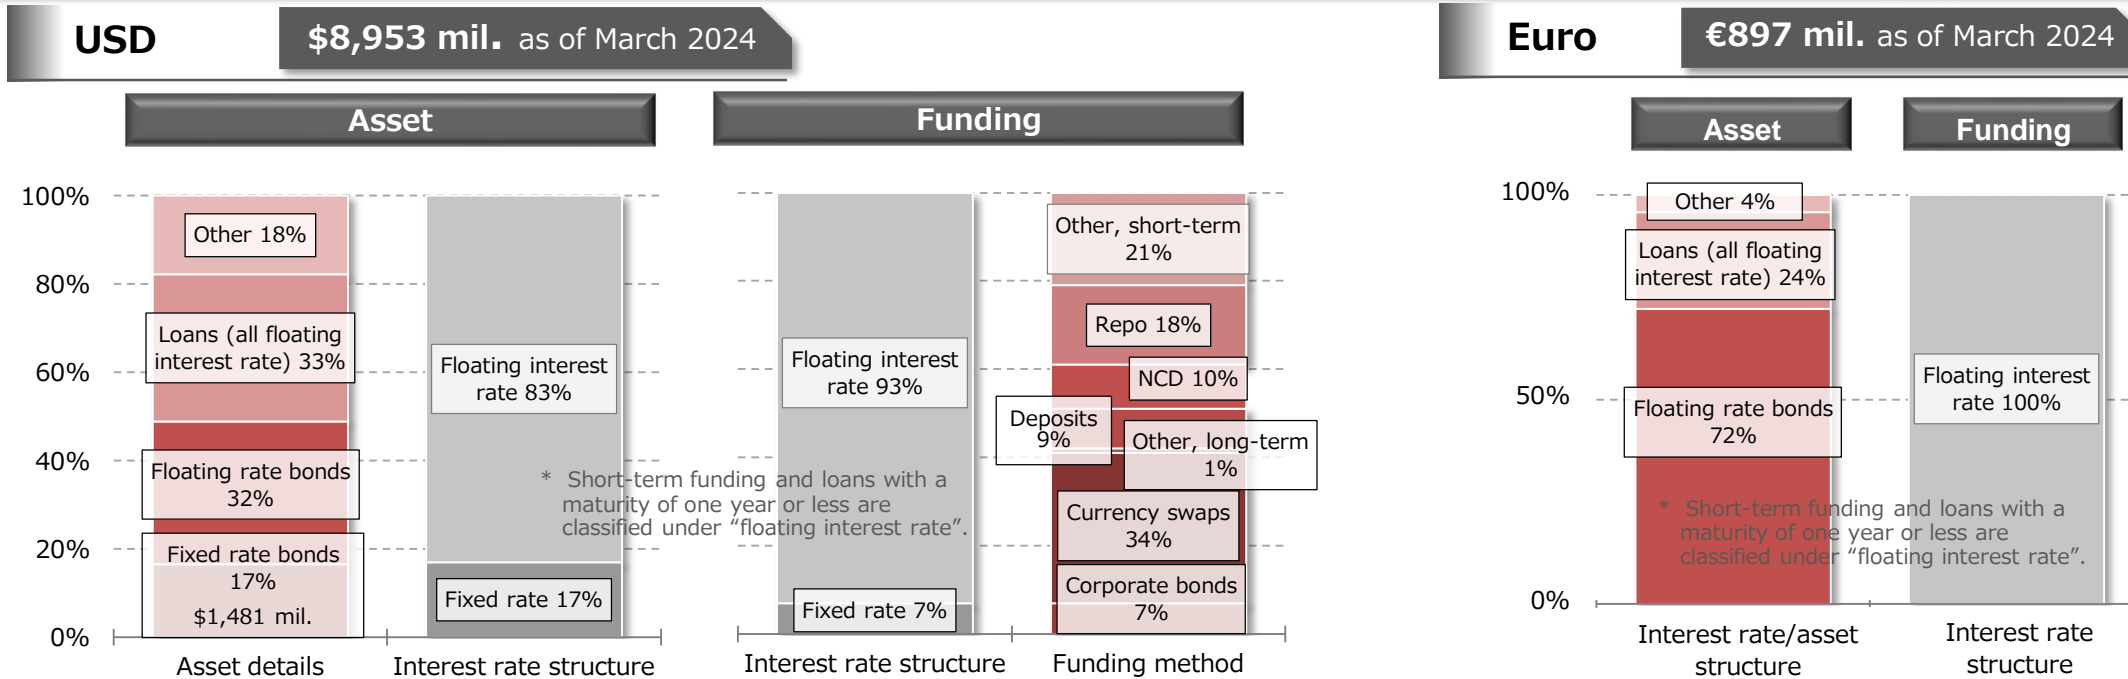 USD
$8,953 mil. as of March 2024
Asset
100%
80%
60%
40%
20%
0%
Other 18%
Loans (all floating
interest rate) 33%
Floating rate bonds
32%
Fixed rate bonds
17%
$1,481 mil.
Asset details
Floating interest
rate 83%
Fixed rate 17%
Interest rate structure
* Short-term funding and loans with a
maturity of one year or less are
classified under “floating interest rate”.
Funding
Floating interest
rate 93%
Fixed rate 7%
Interest rate structure
Other, short-term
21%
Repo 18%
NCD 10%
Deposits
9%
Other, long-term
1%
Currency swaps
34%
Corporate bonds
7%
Funding method
Euro
€897 mil. as of March 2024
Asset
100%
50%
0%
Other 4%
Loans (all floating
interest rate) 24%
Floating rate bonds
72%
Interest rate/asset
structure
* Short-term funding and loans with a
maturity of one year or less are
classified under “floating interest rate”.
Funding
Floating interest
rate 100%
Interest rate
structure